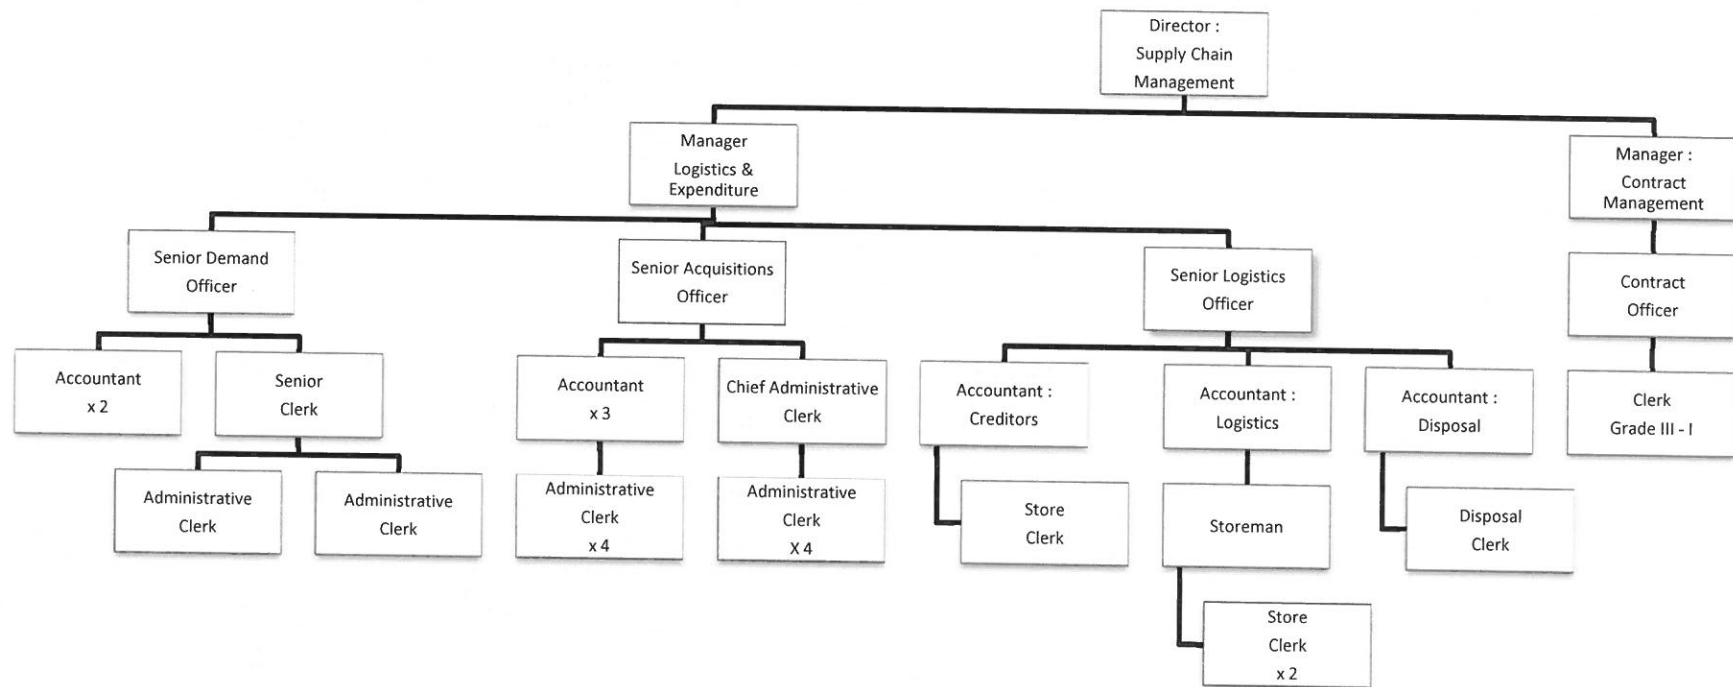 Director :
Supply Chain
Management
Manager
Logistics &
Expenditure
Manager :
Contract
Management
Senior Demand
Officer
Senior Acquisitions
Officer
Senior Logistics
Officer
Contract
Officer
Accountant
x 2
Senior
Clerk
Accountant
x 3
Chief Administrative
Clerk
Accountant :
Creditors
Accountant :
Logistics
Accountant :
Disposal
Clerk
Grade III - I
Administrative
Clerk
Administrative
Clerk
Administrative
Clerk
x 4
Administrative
Clerk
X 4
Store
Clerk
Storeman
Disposal
Clerk
Store
Clerk
x 2